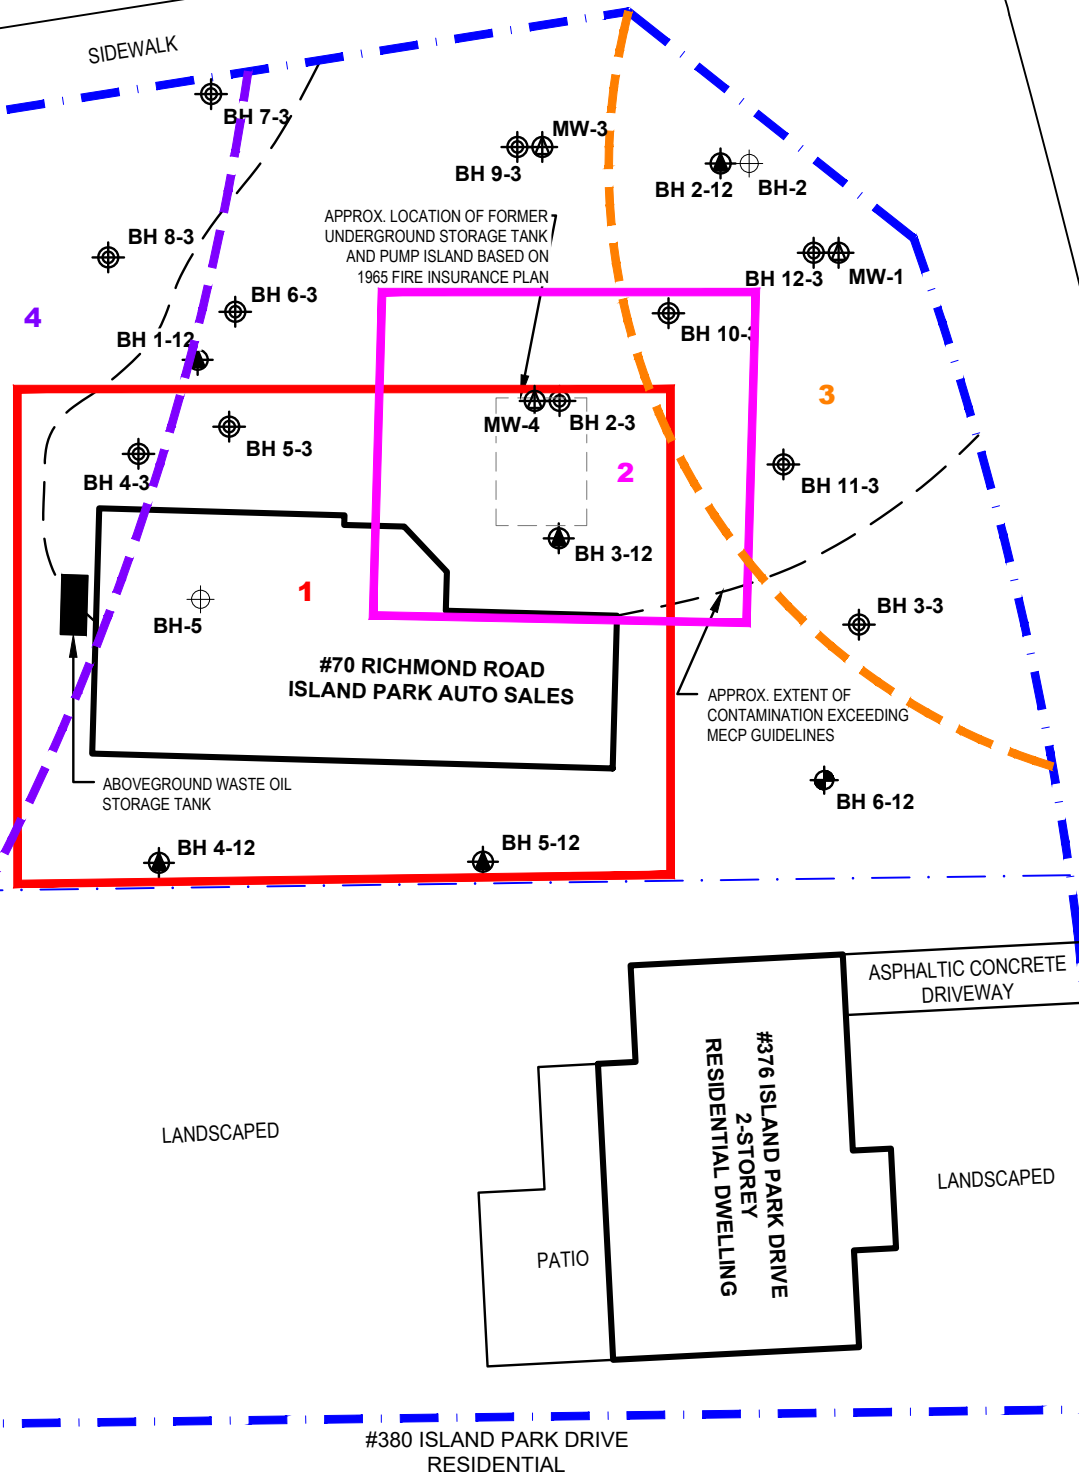 SIDEWALK
BH 7-3
MW-3
BH 9-3
BH 2-12
BH-2
APPROX. LOCATION OF FORMER
UNDERGROUND STORAGE TANK
AND PUMP ISLAND BASED ON
1965 FIRE INSURANCE PLAN
BH 8-3
BH 12-3
MW-1
4
BH 6-3
BH 1-12
BH 10-3
3
MW-4
BH 2-3
BH 5-3
BH 4-3
2
BH 11-3
BH 3-12
1
BH-5
BH 3-3
#70 RICHMOND ROAD
ISLAND PARK AUTO SALES
APPROX. EXTENT OF
CONTAMINATION EXCEEDING
MECP GUIDELINES
ABOVEGROUND WASTE OIL
STORAGE TANK
BH 6-12
BH 4-12
BH 5-12
ASPHALTIC CONCRETE
DRIVEWAY
#376 ISLAND PARK DRIVE
2-STOREY
RESIDENTIAL DWELLING
LANDSCAPED
LANDSCAPED
PATIO
#380 ISLAND PARK DRIVE
RESIDENTIAL